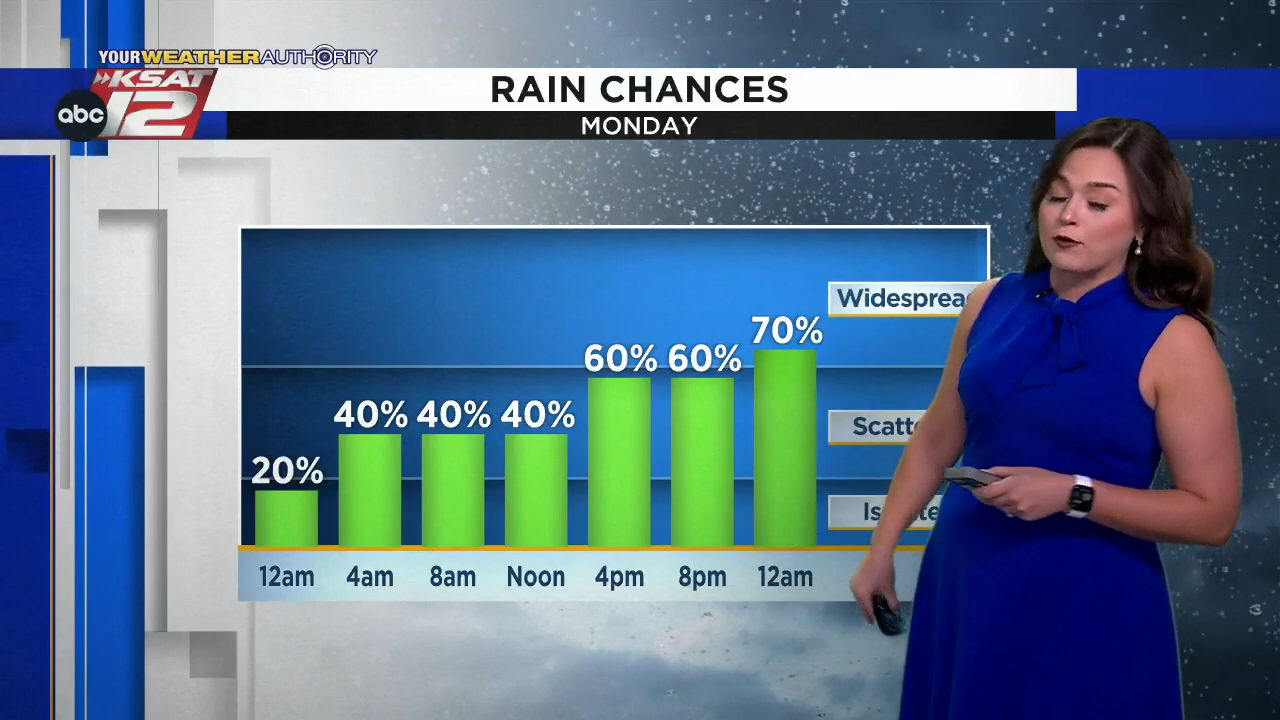 YOUR WEATHER AUTHORITY
KSAT
abc 12
RAIN CHANCES
MONDAY
Widesprea
70%
60% 60%
40% 40% 40%
Scatt
20%
12am 4am 8am Noon 4pm 8pm 12am